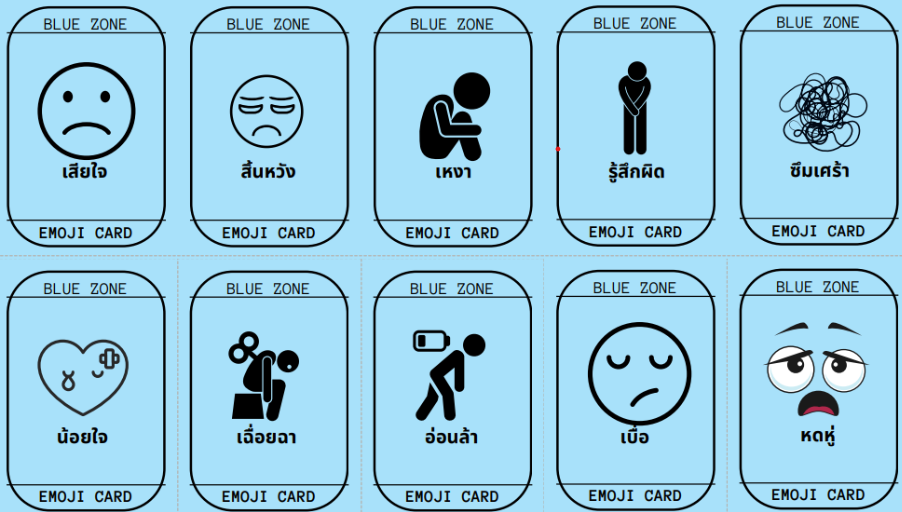 BLUE ZONE
เสียใจ
EMOJI CARD
BLUE ZONE
สิ้นหวัง
EMOJI CARD
BLUE ZONE
เหงา
EMOJI CARD
BLUE ZONE
รู้สึกผิด
EMOJI CARD
BLUE ZONE
ซึมเศร้า
EMOJI CARD
BLUE ZONE
น้อยใจ
EMOJI CARD
BLUE ZONE
เฉื่อยฉา
EMOJI CARD
BLUE ZONE
อ่อนล้า
EMOJI CARD
BLUE ZONE
เบื่อ
EMOJI CARD
BLUE ZONE
หดหู่
EMOJI CARD